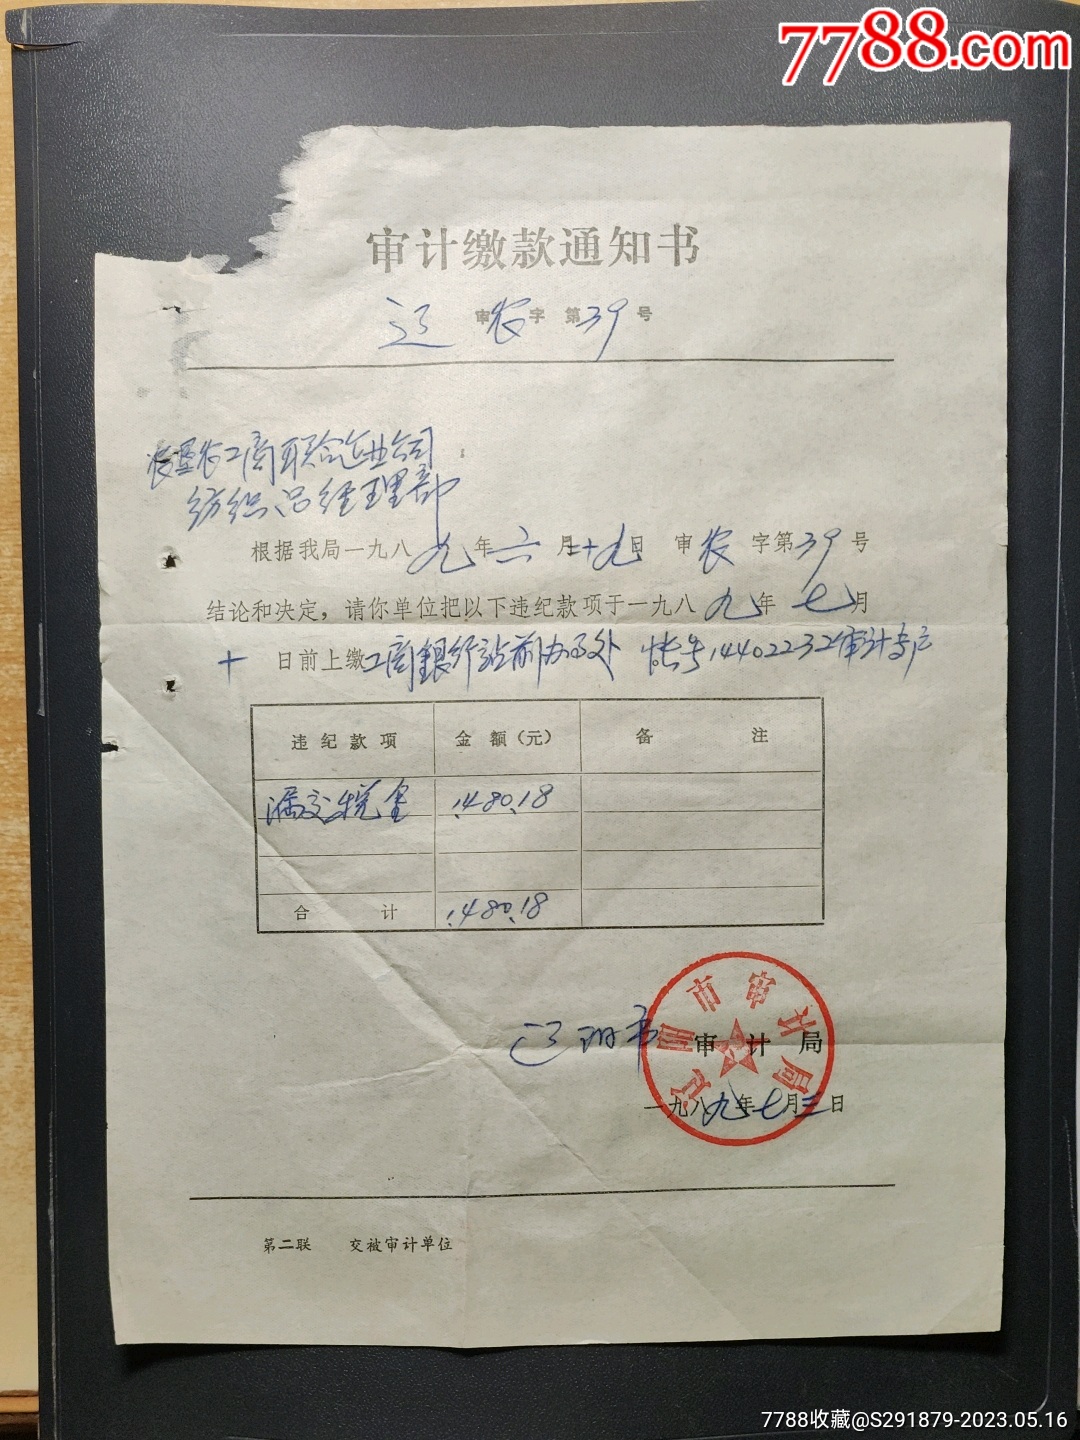 7788.com
审计缴款通知书
辽审农字第39号
农垦农工商联合企业公司
纺织品经理部
根据我局一九八九年六月二十九日 审农字第39号
结论和决定，请你单位把以下违纪款项于一九八九年七月
十日前上缴工商银行站前办事处 帐号14402232审计专户
违纪款项 金额(元) 备注
漏交税金 1480.18
合计 1480.18
审计局
市审计局
一九八九年七月三日
第二联 交被审计单位
7788收藏@S291879-2023.05.16